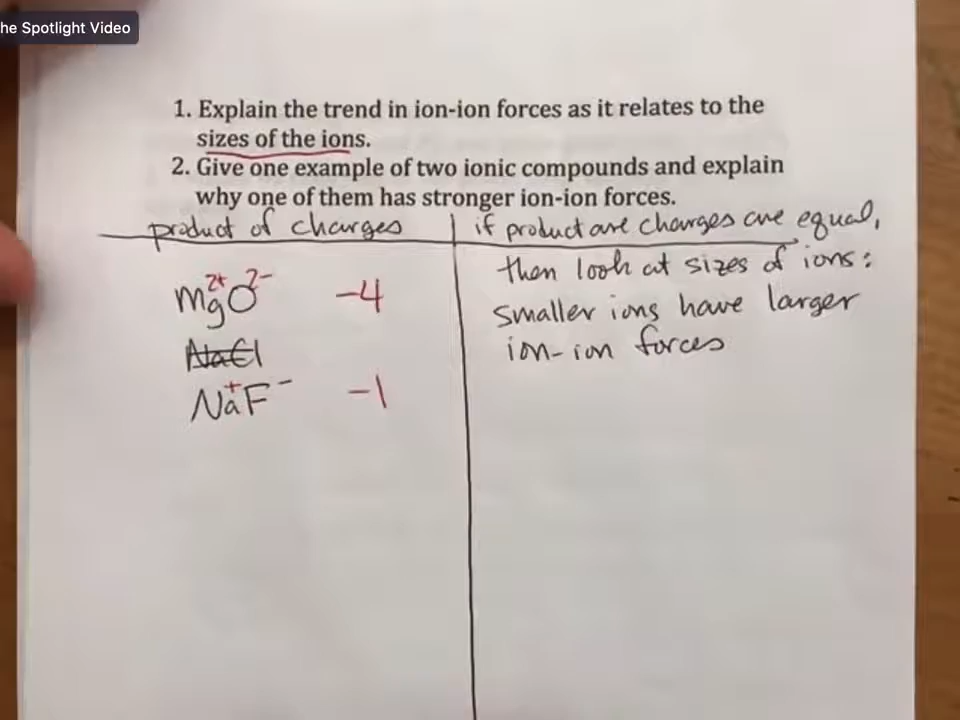 he Spotlight Video
1. Explain the trend in ion-ion forces as it relates to the
sizes of the ions.
2. Give one example of two ionic compounds and explain
why one of them has stronger ion-ion forces.
product of charges
if product are charges are equal,
then look at sizes of ions:
smaller ions have larger
ion-ion forces
Mg²⁺O²⁻ -4
NaCl
Na⁺F⁻ -1